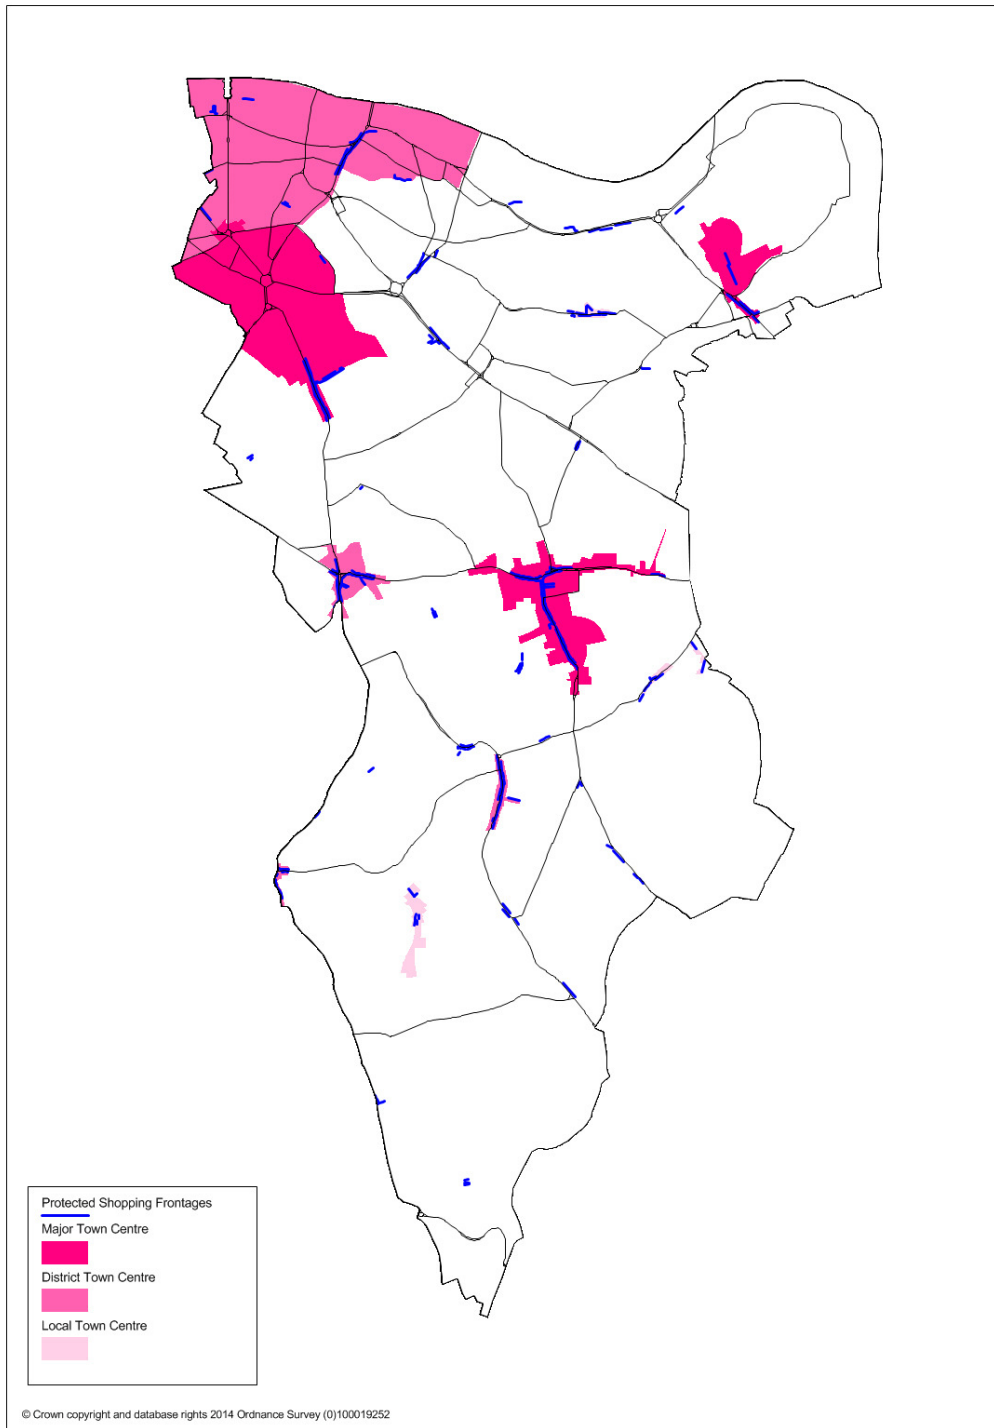 Protected Shopping Frontages
Major Town Centre
District Town Centre
Local Town Centre
© Crown copyright and database rights 2014 Ordnance Survey (0)100019252